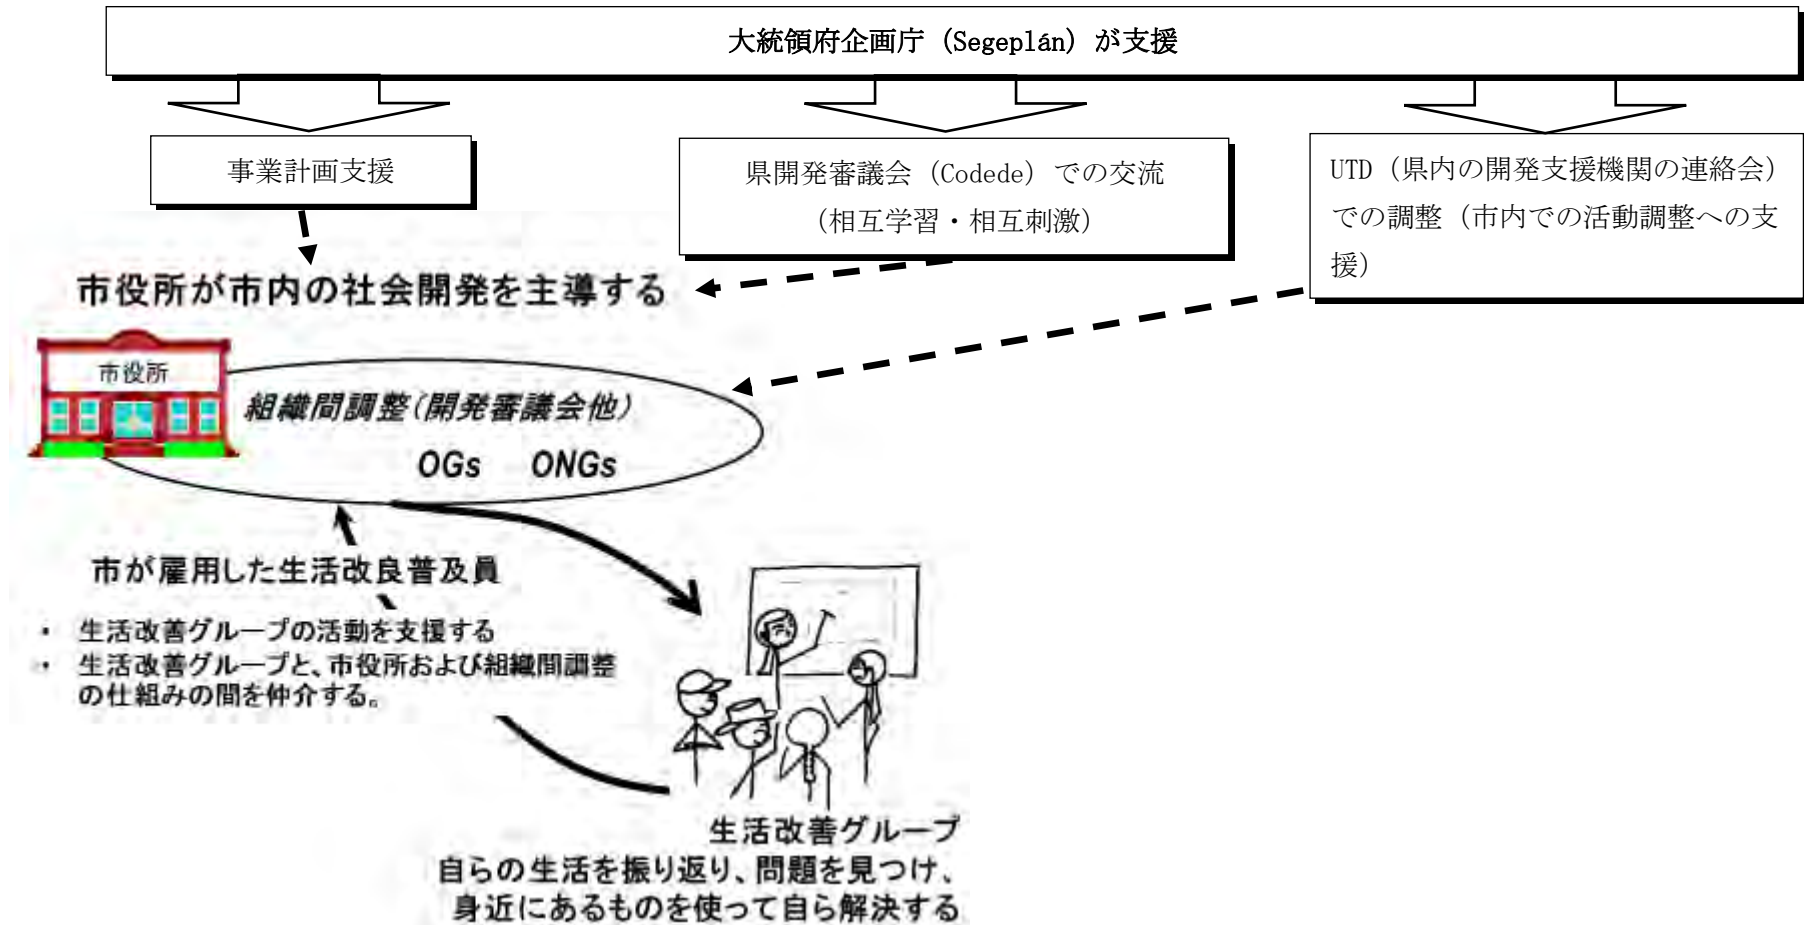 大統領府企画庁（Segeplán）が支援
事業計画支援
県開発審議会（Codede）での交流
（相互学習・相互刺激）
UTD（県内の開発支援機関の連絡会）
での調整（市内での活動調整への支
援）
市役所が市内の社会開発を主導する
市役所
組織間調整（開発審議会他）
OGs ONGs
市が雇用した生活改良普及員
・ 生活改善グループの活動を支援する
・ 生活改善グループと、市役所および組織間調整
の仕組みの間を仲介する。
生活改善グループ
自らの生活を振り返り、問題を見つけ、
身近にあるものを使って自ら解決する